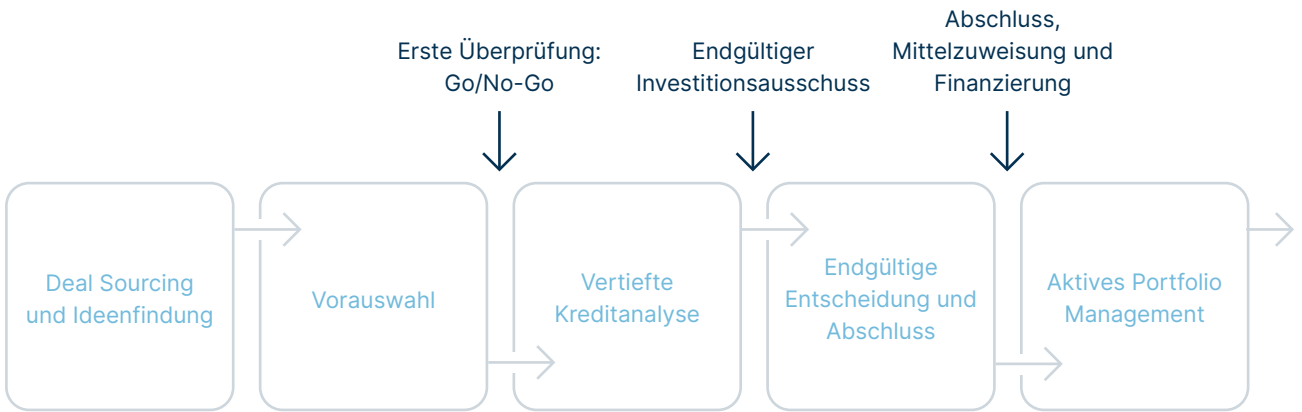 Erste Überprüfung:
Go/No-Go
Endgültiger
Investitionsausschuss
Abschluss,
Mittelzuweisung und
Finanzierung
Deal Sourcing
und Ideenfindung
Vorauswahl
Vertiefte
Kreditanalyse
Endgültige
Entscheidung und
Abschluss
Aktives Portfolio
Management